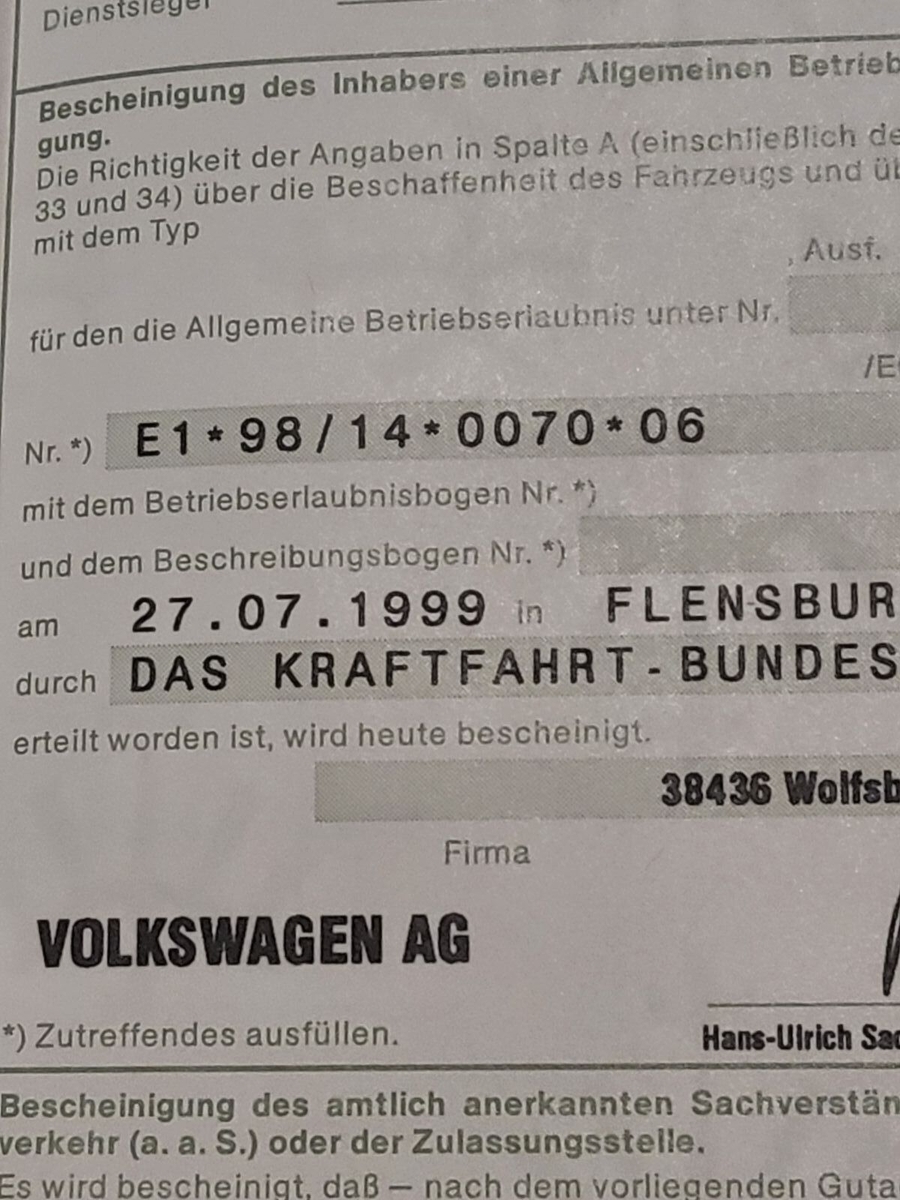 Dienstsiegel
Bescheinigung des Inhabers einer Allgemeinen Betrieb
gung.
Die Richtigkeit der Angaben in Spalte A (einschließlich de
33 und 34) über die Beschaffenheit des Fahrzeugs und üb
mit dem Typ
, Ausf.
für den die Allgemeine Betriebserlaubnis unter Nr.
/EG
Nr. *) E1*98/14*0070*06
mit dem Betriebserlaubnisbogen Nr. *)
und dem Beschreibungsbogen Nr. *)
am 27.07.1999 in FLENSBUR
durch DAS KRAFTFAHRT-BUNDES
erteilt worden ist, wird heute bescheinigt.
38436 Wolfsb
Firma
VOLKSWAGEN AG
*) Zutreffendes ausfüllen.
Hans-Ulrich Sac
Bescheinigung des amtlich anerkannten Sachverstän
verkehr (a. a. S.) oder der Zulassungsstelle.
Es wird bescheinigt, daß – nach dem vorliegenden Guta